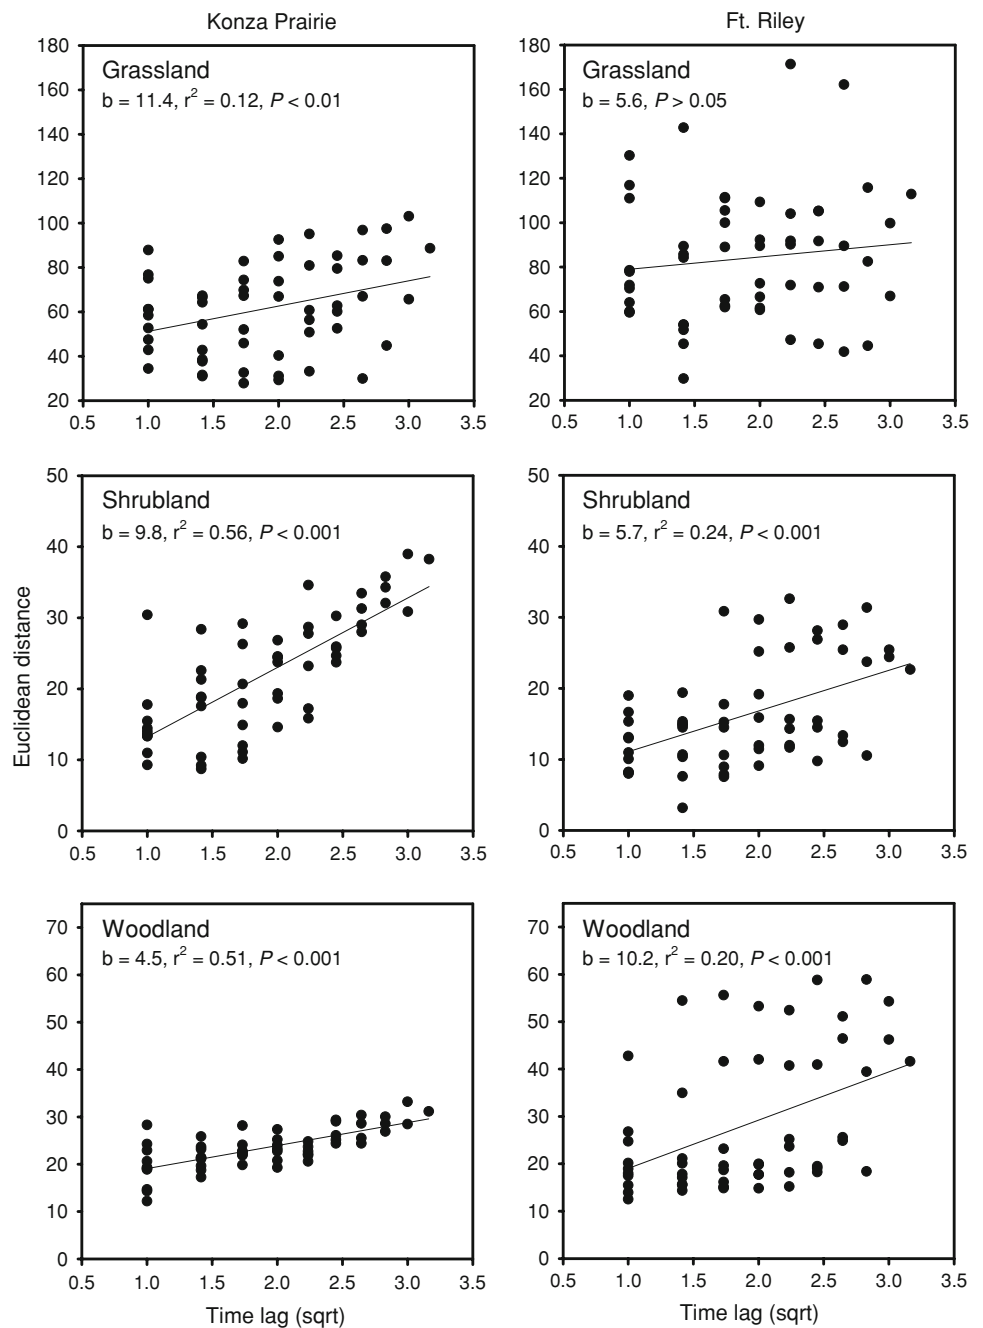 Konza Prairie
Ft. Riley
180
160
140
120
100
80
60
40
20
Grassland
b = 11.4, r² = 0.12, P < 0.01
0.5 1.0 1.5 2.0 2.5 3.0 3.5
180
160
140
120
100
80
60
40
20
Grassland
b = 5.6, P > 0.05
0.5 1.0 1.5 2.0 2.5 3.0 3.5
Euclidean distance
50
40
30
20
10
0
Shrubland
b = 9.8, r² = 0.56, P < 0.001
0.5 1.0 1.5 2.0 2.5 3.0 3.5
50
40
30
20
10
0
Shrubland
b = 5.7, r² = 0.24, P < 0.001
0.5 1.0 1.5 2.0 2.5 3.0 3.5
70
60
50
40
30
20
10
0
Woodland
b = 4.5, r² = 0.51, P < 0.001
0.5 1.0 1.5 2.0 2.5 3.0 3.5
Time lag (sqrt)
70
60
50
40
30
20
10
0
Woodland
b = 10.2, r² = 0.20, P < 0.001
0.5 1.0 1.5 2.0 2.5 3.0 3.5
Time lag (sqrt)